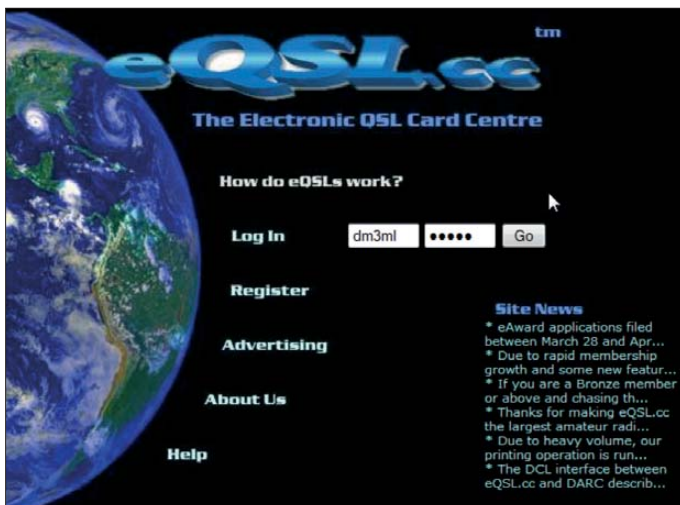 eQSL.cc tm
The Electronic QSL Card Centre
How do eQSLs work?
Log In dm3ml ••••• Go
Register
Advertising
About Us
Help
Site News
* eAward applications filed
between March 28 and Apr...
* Due to rapid membership
growth and some new featur...
* If you are a Bronze member
or above and chasing th...
* Thanks for making eQSL.cc
the largest amateur radi...
* Due to heavy volume, our
printing operation is run...
* The DCL interface between
eQSL.cc and DARC describ...